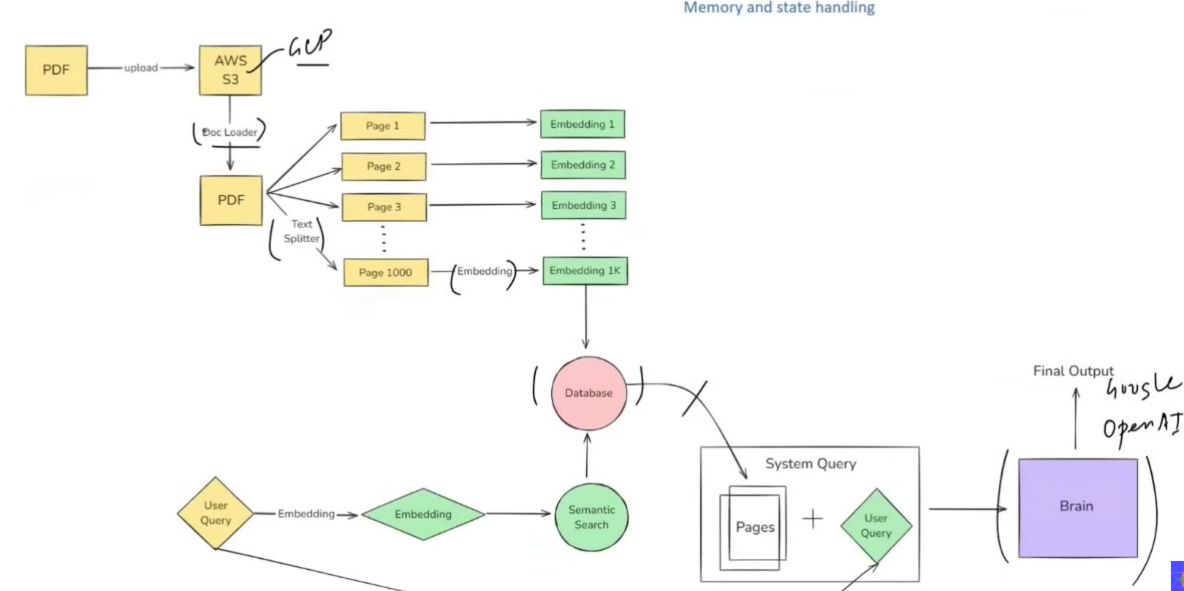 Memory and state handling
PDF
upload
AWS
S3
GCP
Doc Loader
PDF
Text
Splitter
Page 1
Page 2
Page 3
Page 1000
Embedding
Embedding 1
Embedding 2
Embedding 3
Embedding 1K
Database
User
Query
Embedding
Embedding
Semantic
Search
System Query
Pages
+
User
Query
Brain
Final Output
Google
OpenAI